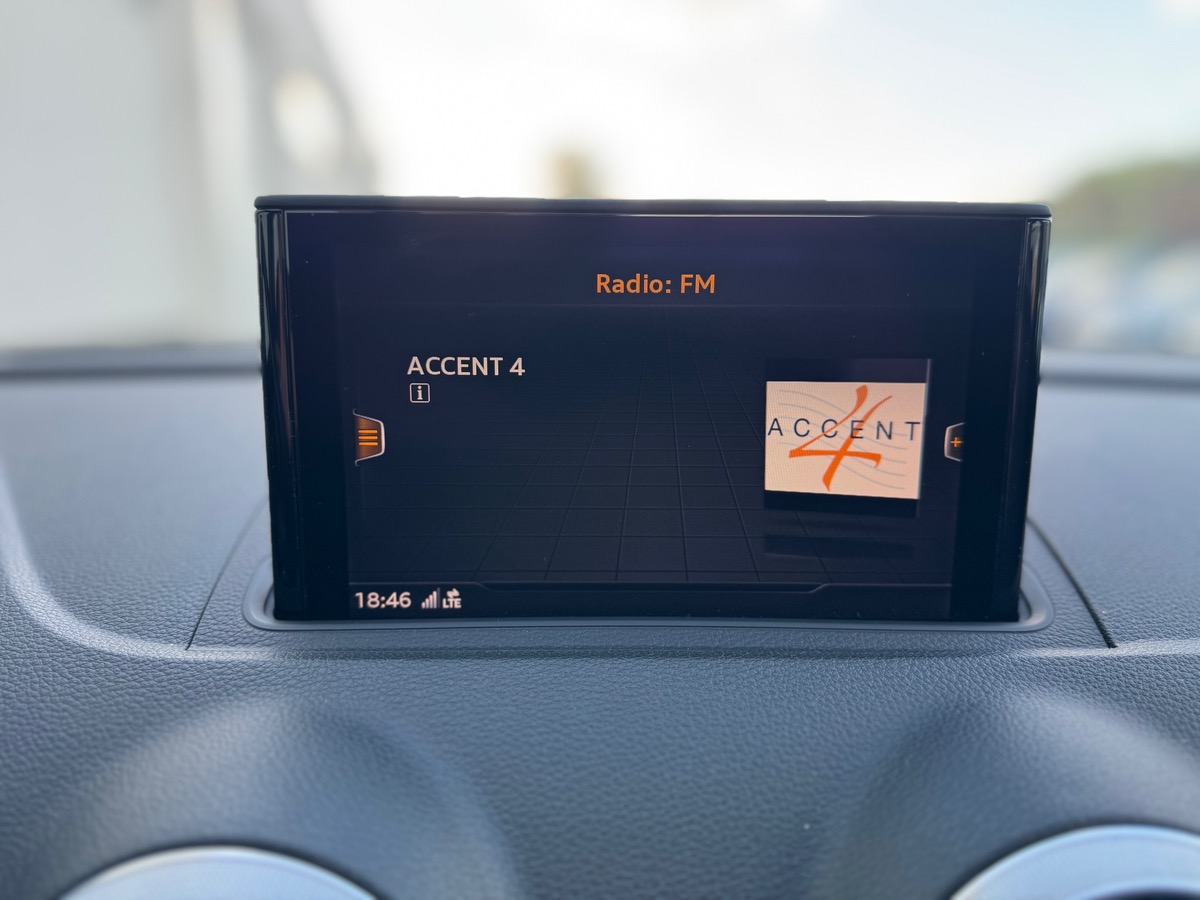 Radio: FM
ACCENT 4
i
ACCENT
4
18:46 LTE